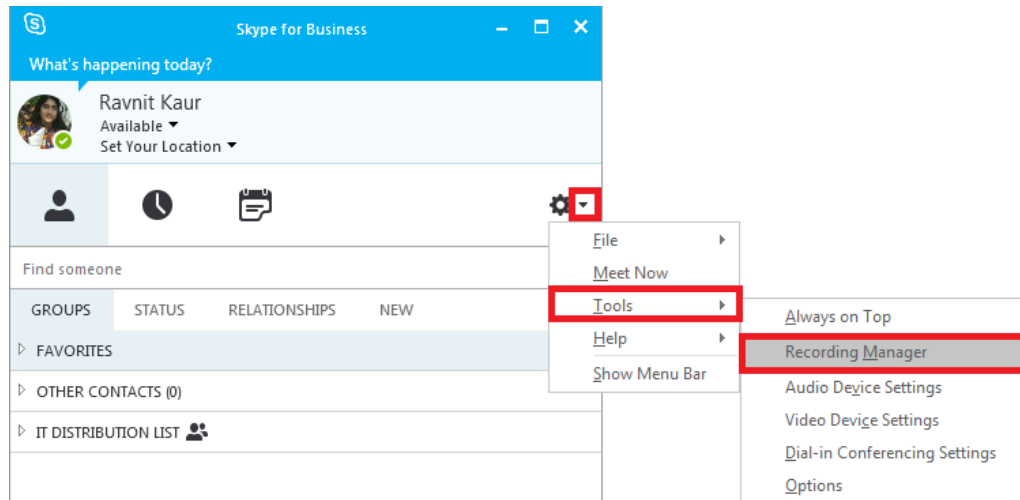 Skype for Business
What's happening today?
Ravnit Kaur
Available
Set Your Location
Find someone
GROUPS STATUS RELATIONSHIPS NEW
FAVORITES
OTHER CONTACTS (0)
IT DISTRIBUTION LIST
File
Meet Now
Tools
Help
Show Menu Bar
Always on Top
Recording Manager
Audio Device Settings
Video Device Settings
Dial-in Conferencing Settings
Options